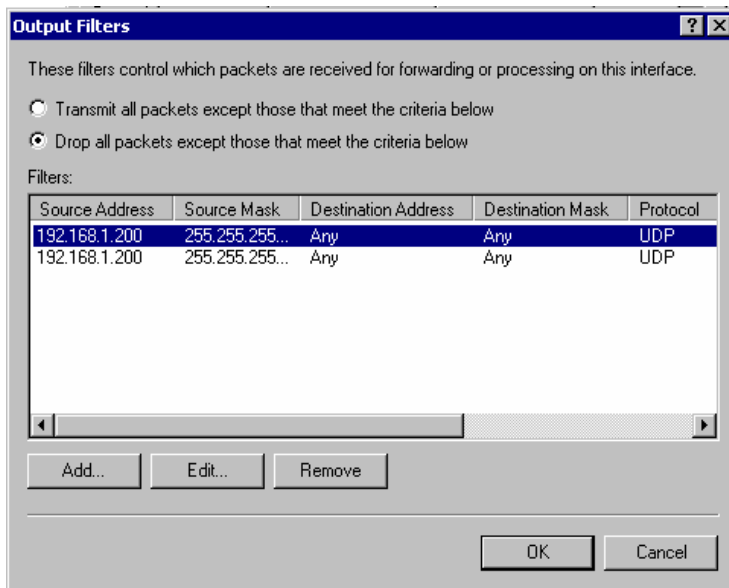 Output Filters
These filters control which packets are received for forwarding or processing on this interface.
Transmit all packets except those that meet the criteria below
Drop all packets except those that meet the criteria below
Filters:
Source Address Source Mask Destination Address Destination Mask Protocol
192.168.1.200 255.255.255... Any Any UDP
192.168.1.200 255.255.255... Any Any UDP
Add... Edit... Remove
OK Cancel